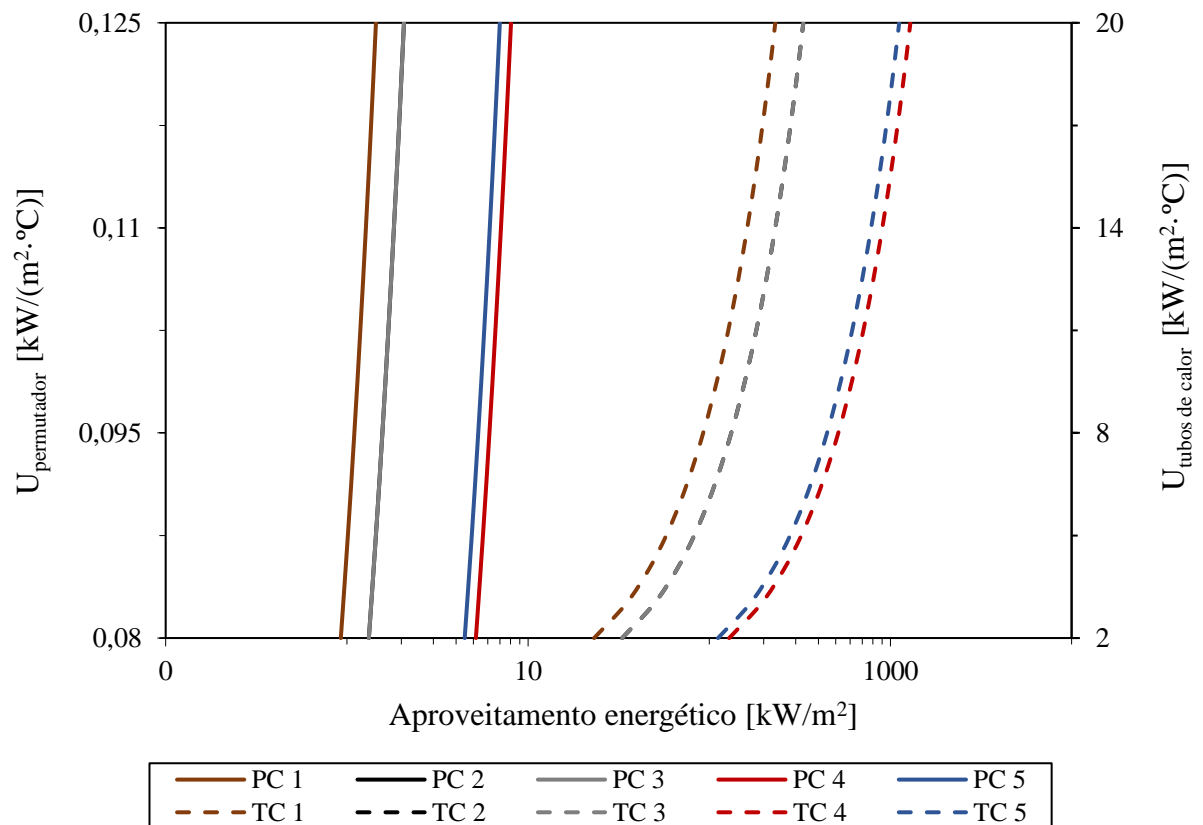 0,125
0,11
0,095
0,08
U_permutador [kW/(m²·ºC)]
20
14
8
2
U_tubos de calor [kW/(m²·ºC)]
0 10 1000
Aproveitamento energético [kW/m²]
PC 1 PC 2 PC 3 PC 4 PC 5
TC 1 TC 2 TC 3 TC 4 TC 5